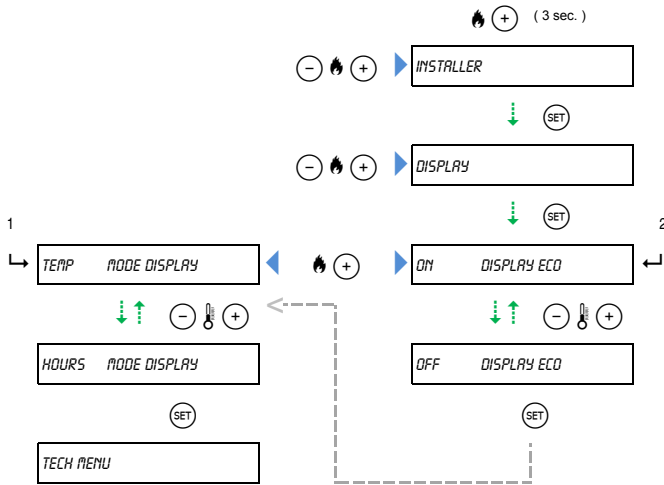 + ( 3 sec. )
- + INSTALLER
SET
- + DISPLAY
SET
1 2
TEMP MODE DISPLAY + ON DISPLAY ECO
- + - +
HOURS MODE DISPLAY OFF DISPLAY ECO
SET SET
TECH MENU